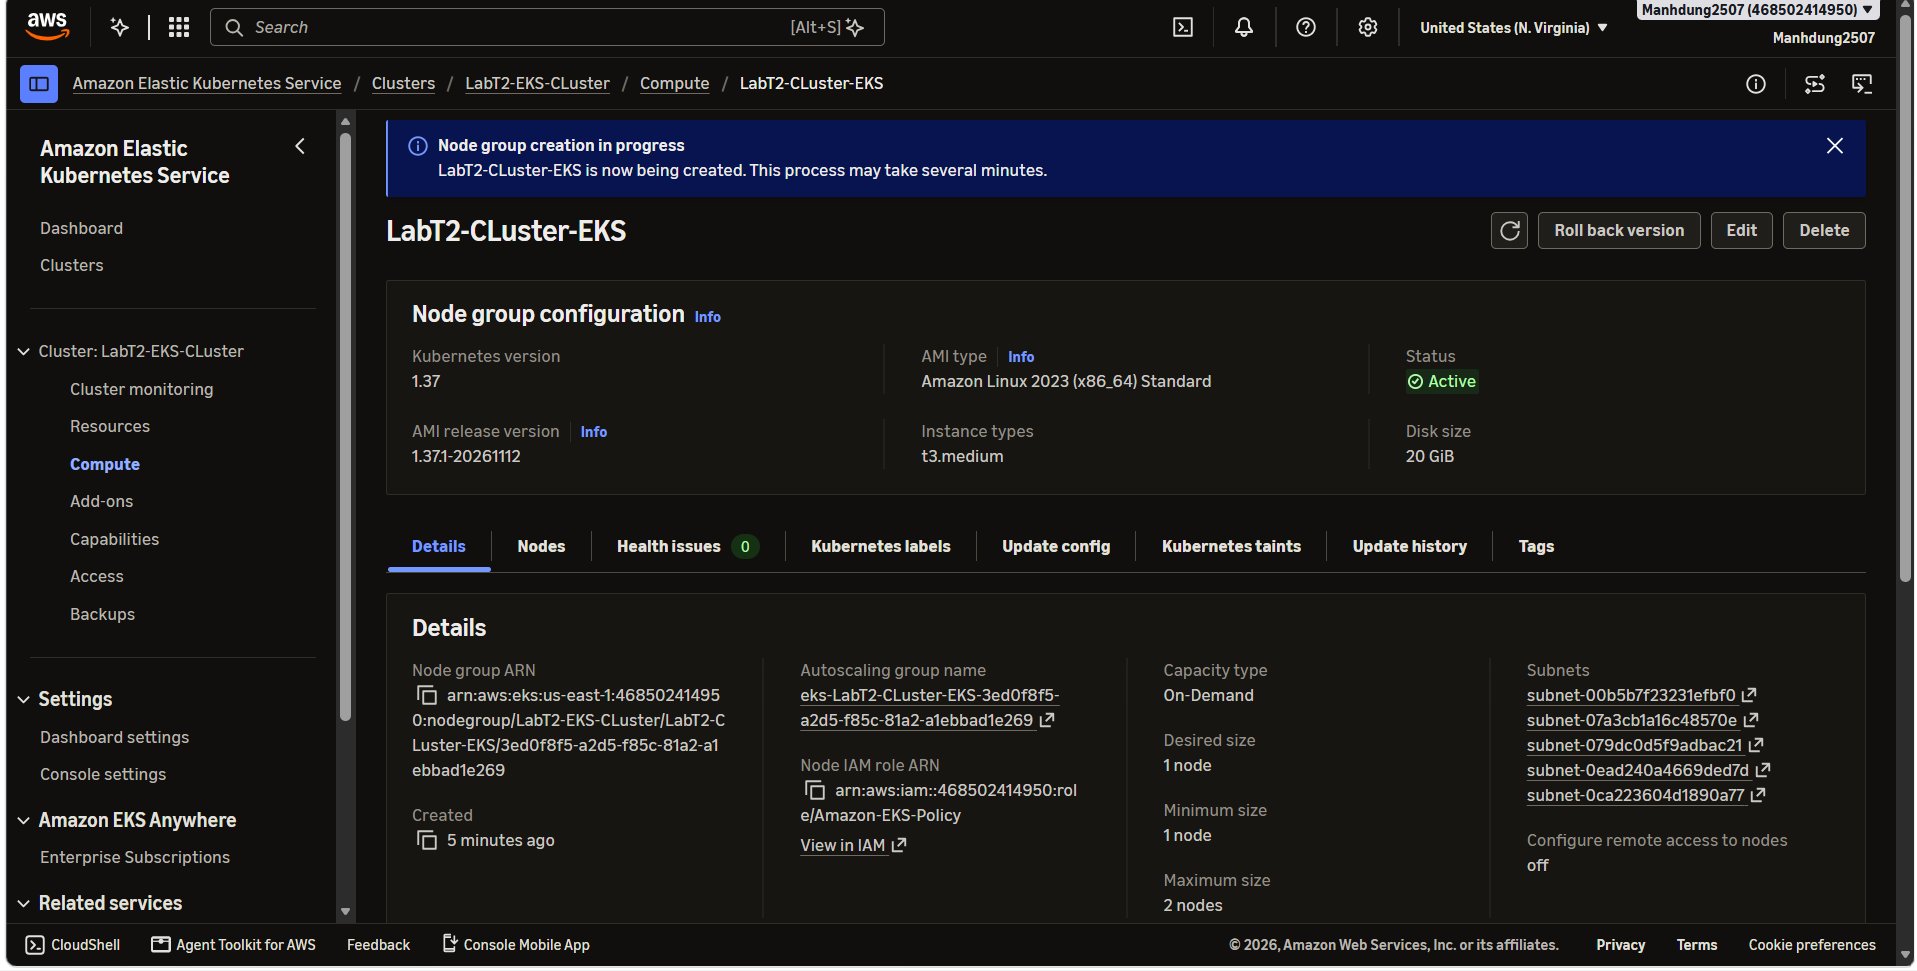 aws
Search
[Alt+S]
United States (N. Virginia)
Manhdung2507 (468502414950)
Manhdung2507
Amazon Elastic Kubernetes Service / Clusters / LabT2-EKS-CLuster / Compute / LabT2-CLuster-EKS
Amazon Elastic
Kubernetes Service
Dashboard
Clusters
Cluster: LabT2-EKS-CLuster
Cluster monitoring
Resources
Compute
Add-ons
Capabilities
Access
Backups
Settings
Dashboard settings
Console settings
Amazon EKS Anywhere
Enterprise Subscriptions
Related services
Node group creation in progress
LabT2-CLuster-EKS is now being created. This process may take several minutes.
LabT2-CLuster-EKS
Roll back version
Edit
Delete
Node group configuration Info
Kubernetes version
1.37
AMI type Info
Amazon Linux 2023 (x86_64) Standard
Status
Active
AMI release version Info
1.37.1-20261112
Instance types
t3.medium
Disk size
20 GiB
Details
Nodes
Health issues 0
Kubernetes labels
Update config
Kubernetes taints
Update history
Tags
Details
Node group ARN
arn:aws:eks:us-east-1:46850241495
0:nodegroup/LabT2-EKS-CLuster/LabT2-C
Luster-EKS/3ed0f8f5-a2d5-f85c-81a2-a1
ebbad1e269
Created
5 minutes ago
Autoscaling group name
eks-LabT2-CLuster-EKS-3ed0f8f5-
a2d5-f85c-81a2-a1ebbad1e269
Node IAM role ARN
arn:aws:iam::468502414950:rol
e/Amazon-EKS-Policy
View in IAM
Capacity type
On-Demand
Desired size
1 node
Minimum size
1 node
Maximum size
2 nodes
Subnets
subnet-00b5b7f23231efbf0
subnet-07a3cb1a16c48570e
subnet-079dc0d5f9adbac21
subnet-0ead240a4669ded7d
subnet-0ca223604d1890a77
Configure remote access to nodes
off
CloudShell
Agent Toolkit for AWS
Feedback
Console Mobile App
© 2026, Amazon Web Services, Inc. or its affiliates.
Privacy
Terms
Cookie preferences